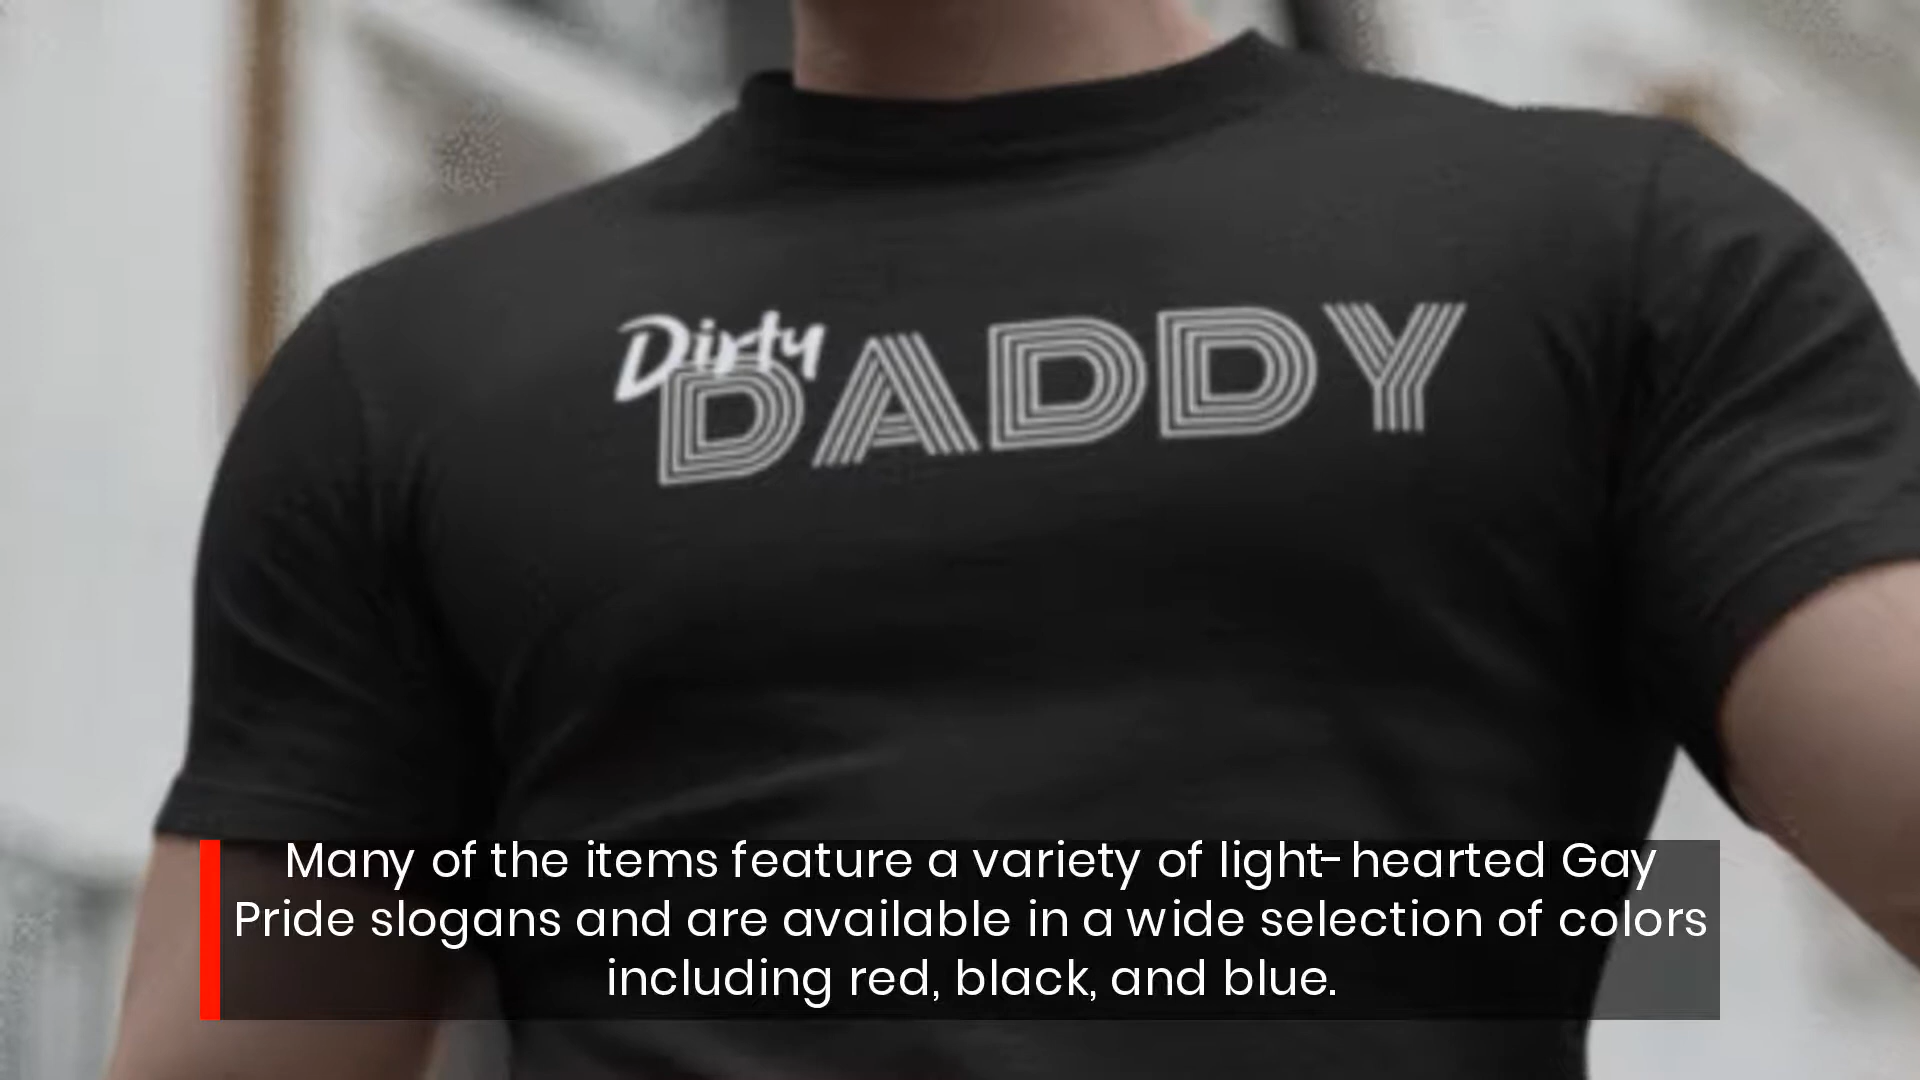 Dirty
DADDY
Many of the items feature a variety of light-hearted Gay
Pride slogans and are available in a wide selection of colors
including red, black, and blue.